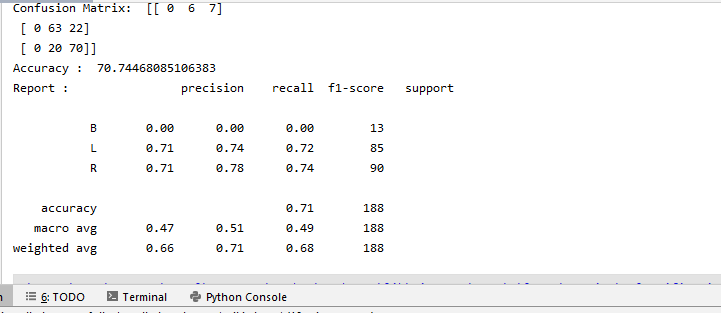 Confusion Matrix:  [[ 0  6  7]
 [ 0 63 22]
 [ 0 20 70]]
Accuracy :  70.74468085106383
Report :                precision    recall  f1-score   support

           B       0.00      0.00      0.00        13
           L       0.71      0.74      0.72        85
           R       0.71      0.78      0.74        90

    accuracy                           0.71       188
   macro avg       0.47      0.51      0.49       188
weighted avg       0.66      0.71      0.68       188

6: TODO   Terminal   Python Console